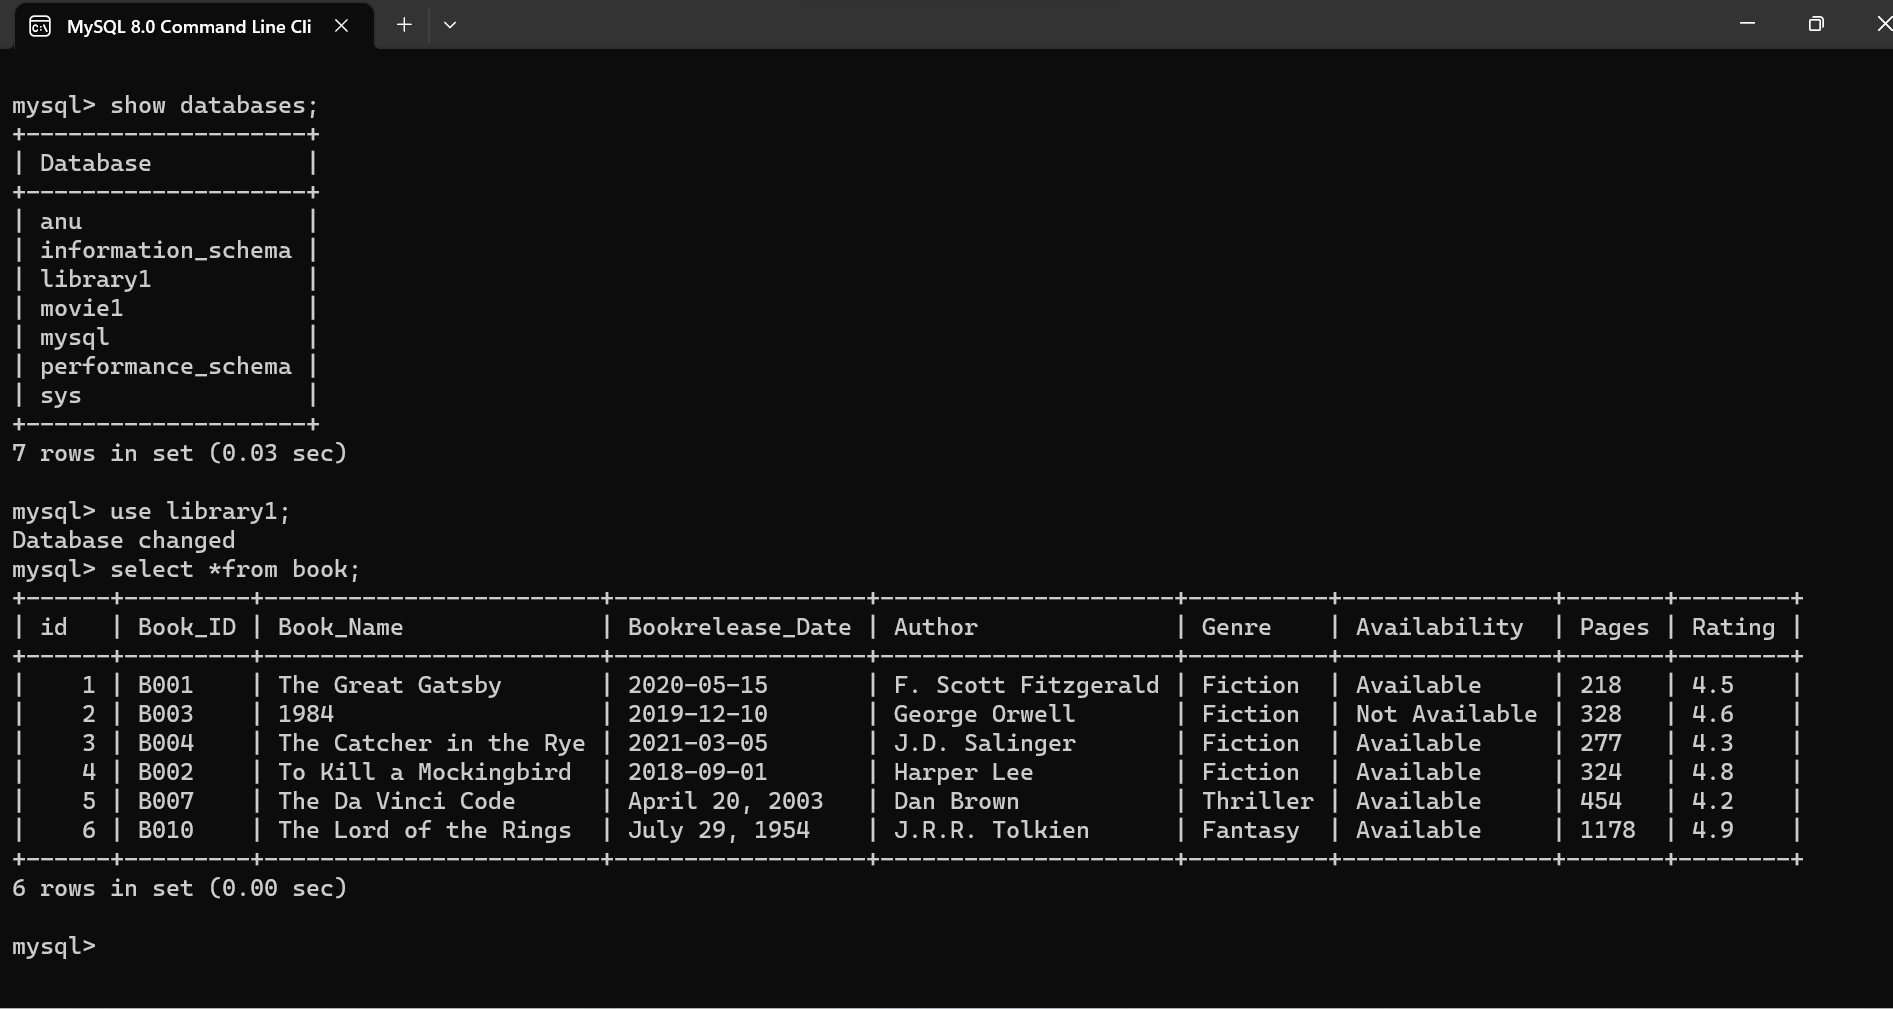 MySQL 8.0 Command Line Cli
mysql> show databases;
+--------------------+
| Database           |
+--------------------+
| anu                |
| information_schema |
| library1           |
| movie1             |
| mysql              |
| performance_schema |
| sys                |
+--------------------+
7 rows in set (0.03 sec)
mysql> use library1;
Database changed
mysql> select *from book;
+------+---------+------------------------+------------------+---------------------+----------+---------------+-------+--------+
| id   | Book_ID | Book_Name              | Bookrelease_Date | Author              | Genre    | Availability  | Pages | Rating |
+------+---------+------------------------+------------------+---------------------+----------+---------------+-------+--------+
|    1 | B001    | The Great Gatsby       | 2020-05-15       | F. Scott Fitzgerald | Fiction  | Available     | 218   | 4.5    |
|    2 | B003    | 1984                   | 2019-12-10       | George Orwell       | Fiction  | Not Available | 328   | 4.6    |
|    3 | B004    | The Catcher in the Rye | 2021-03-05       | J.D. Salinger       | Fiction  | Available     | 277   | 4.3    |
|    4 | B002    | To Kill a Mockingbird  | 2018-09-01       | Harper Lee          | Fiction  | Available     | 324   | 4.8    |
|    5 | B007    | The Da Vinci Code      | April 20, 2003   | Dan Brown           | Thriller | Available     | 454   | 4.2    |
|    6 | B010    | The Lord of the Rings  | July 29, 1954    | J.R.R. Tolkien      | Fantasy  | Available     | 1178  | 4.9    |
+------+---------+------------------------+------------------+---------------------+----------+---------------+-------+--------+
6 rows in set (0.00 sec)
mysql>